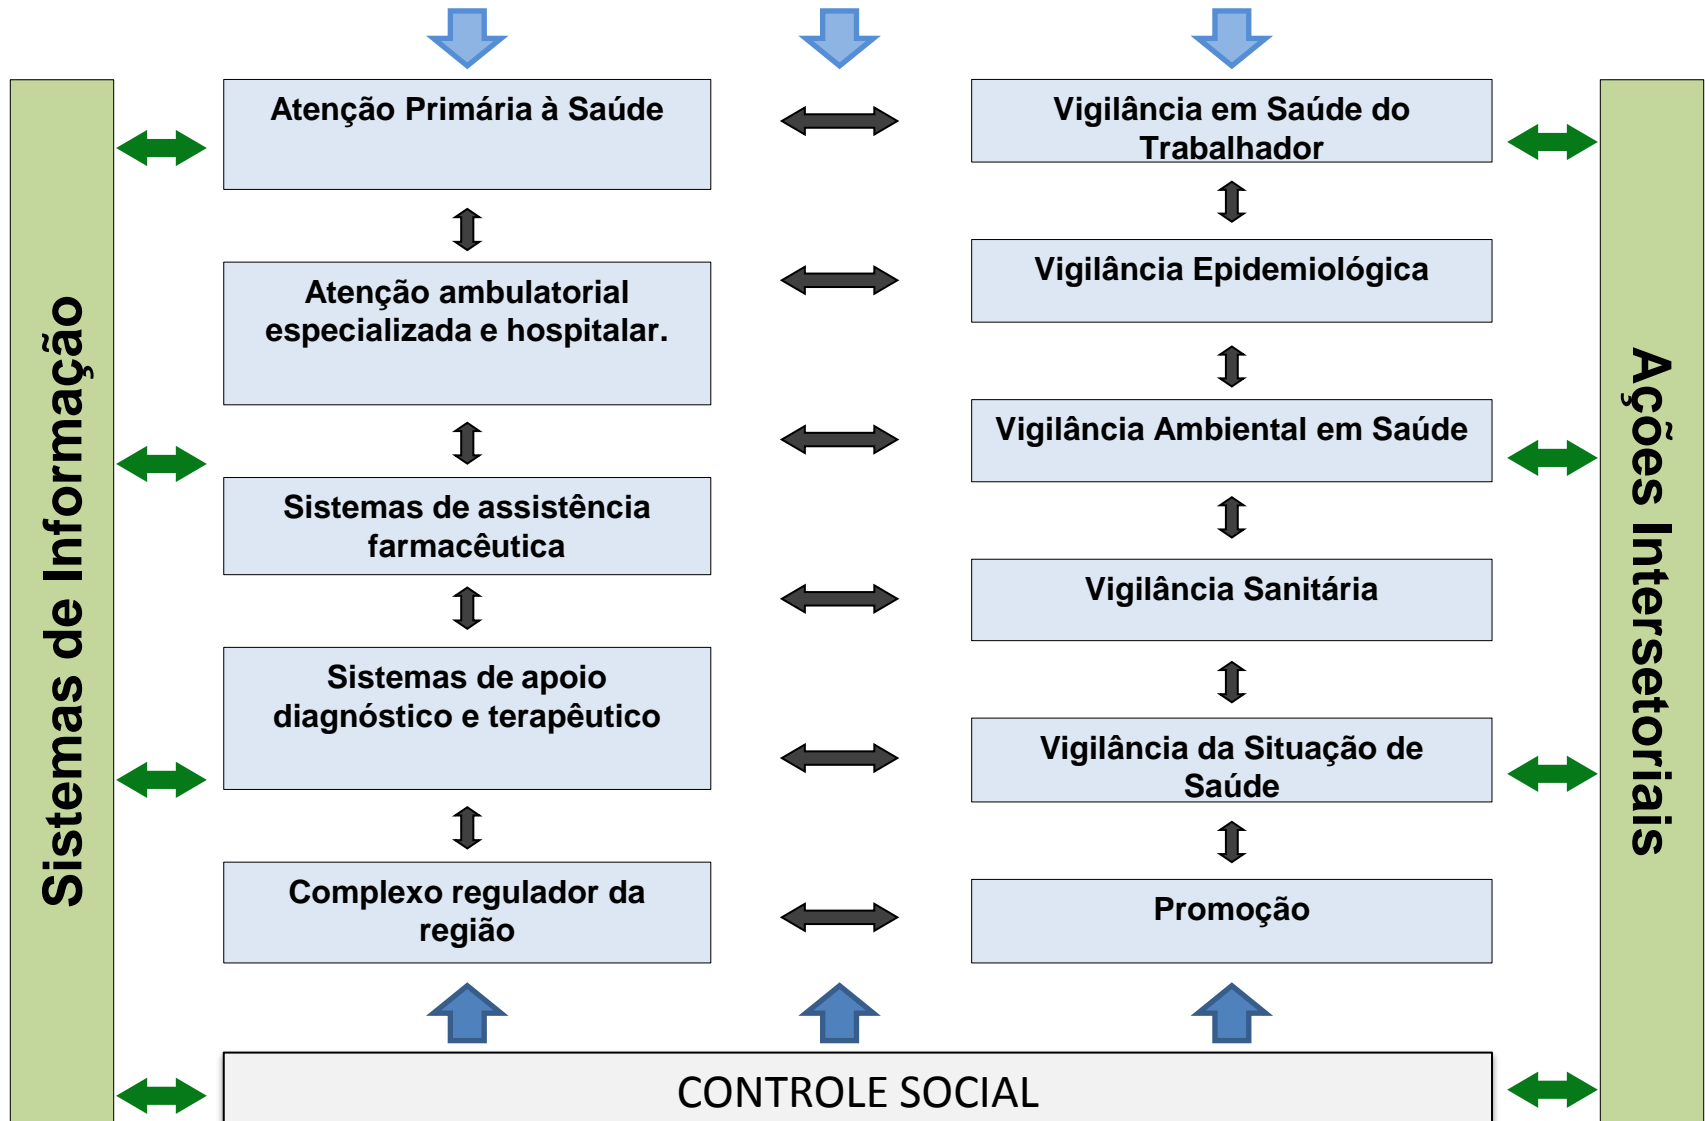 Sistemas de Informação
Atenção Primária à Saúde
Atenção ambulatorial
especializada e hospitalar.
Sistemas de assistência
farmacêutica
Sistemas de apoio
diagnóstico e terapêutico
Complexo regulador da
região
Vigilância em Saúde do
Trabalhador
Vigilância Epidemiológica
Vigilância Ambiental em Saúde
Vigilância Sanitária
Vigilância da Situação de
Saúde
Promoção
Ações Intersetoriais
CONTROLE SOCIAL